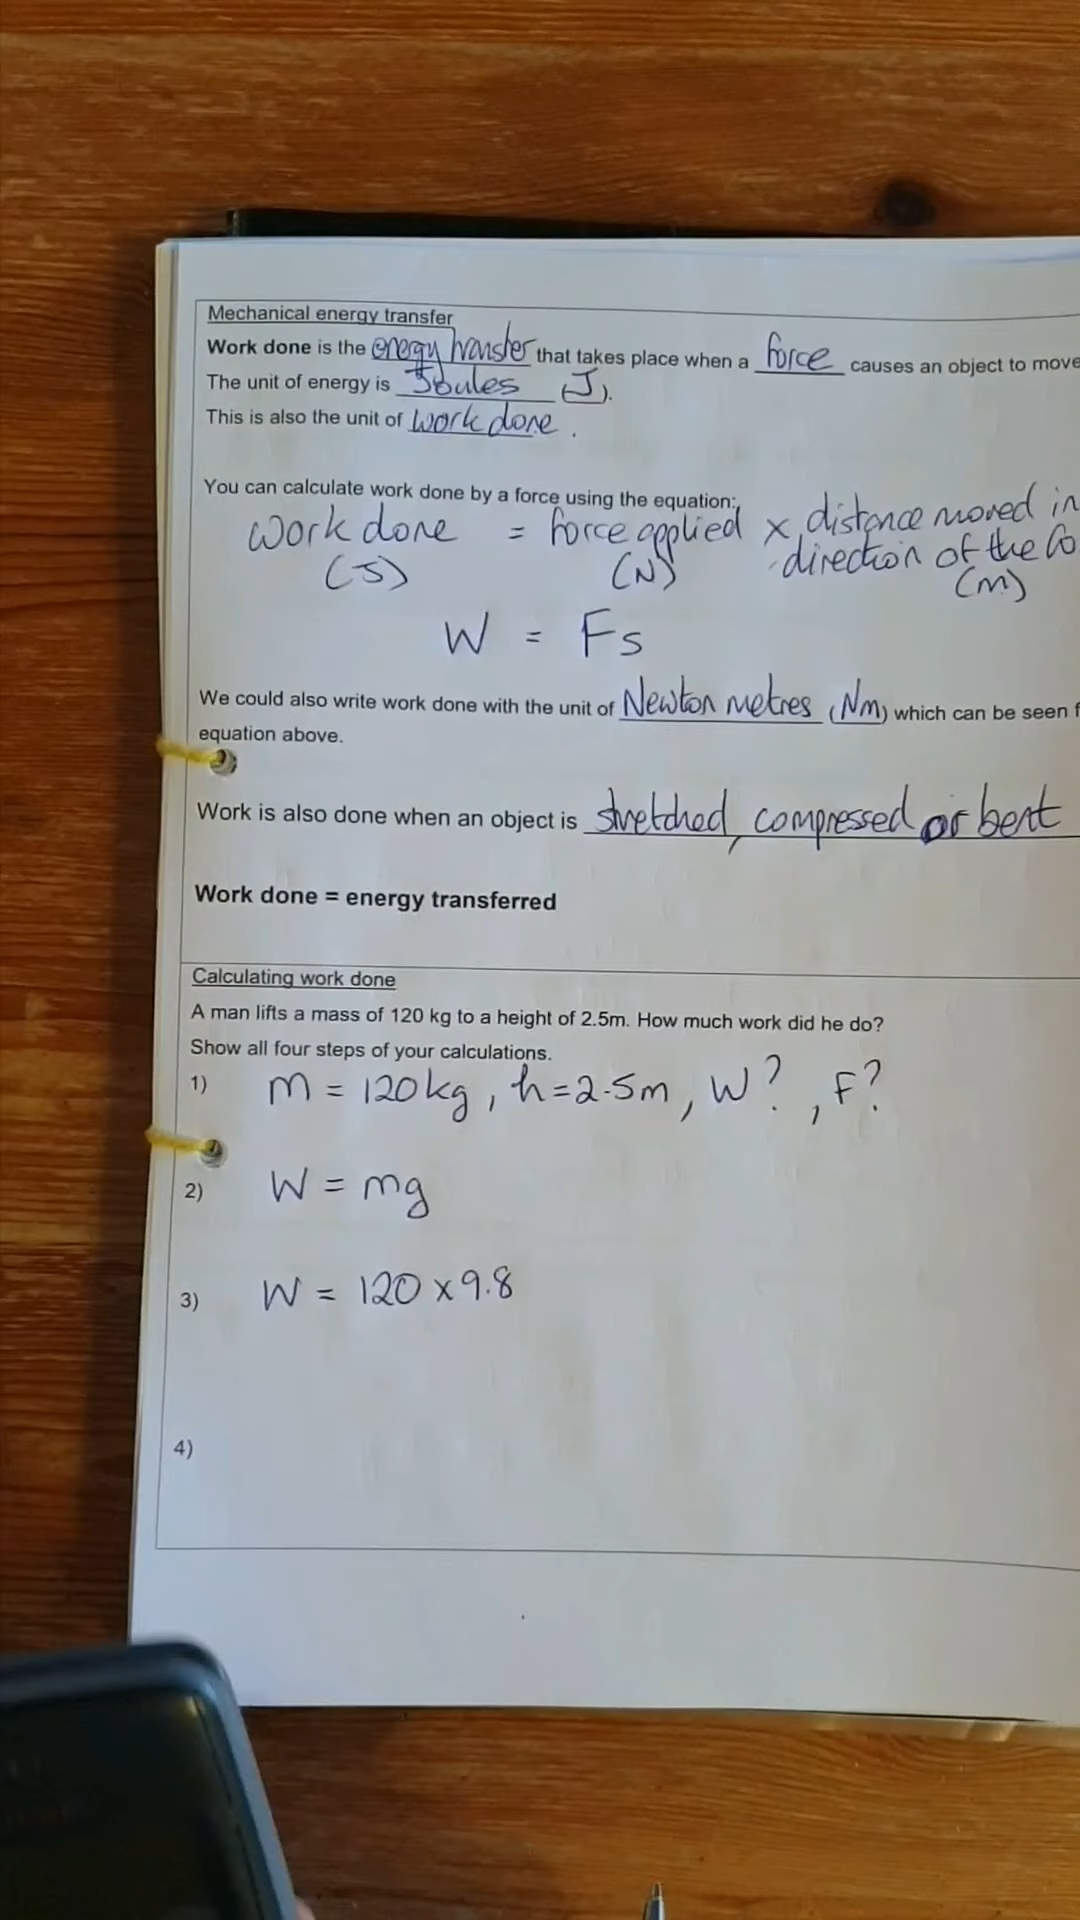 Mechanical energy transfer
Work done is the energy transfer that takes place when a force causes an object to move
The unit of energy is Joules (J).
This is also the unit of work done.
You can calculate work done by a force using the equation:
work done = force applied x distance moved in
direction of the
(J) (N) (m)
W = Fs
We could also write work done with the unit of Newton metres (Nm) which can be seen
equation above.
Work is also done when an object is stretched, compressed or bent
Work done = energy transferred
Calculating work done
A man lifts a mass of 120 kg to a height of 2.5m. How much work did he do?
Show all four steps of your calculations.
1) m = 120kg, h=2.5m, W?, F?
2) W = mg
3) W = 120 x 9.8
4)